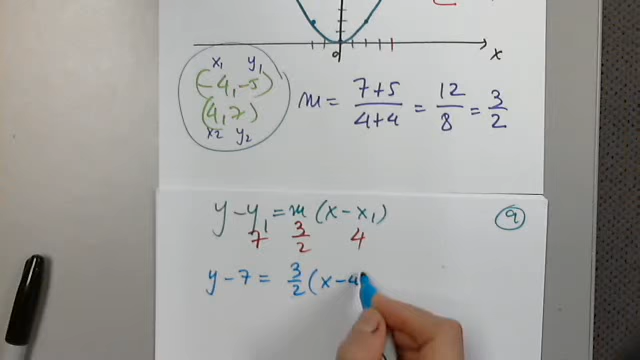 0
x
x1 y1
(-4, -5)
(4, 7)
x2 y2
m = 7+5/4+4 = 12/8 = 3/2
y - y1 = m (x - x1)
7 3/2 4
9
y - 7 = 3/2 (x - 4